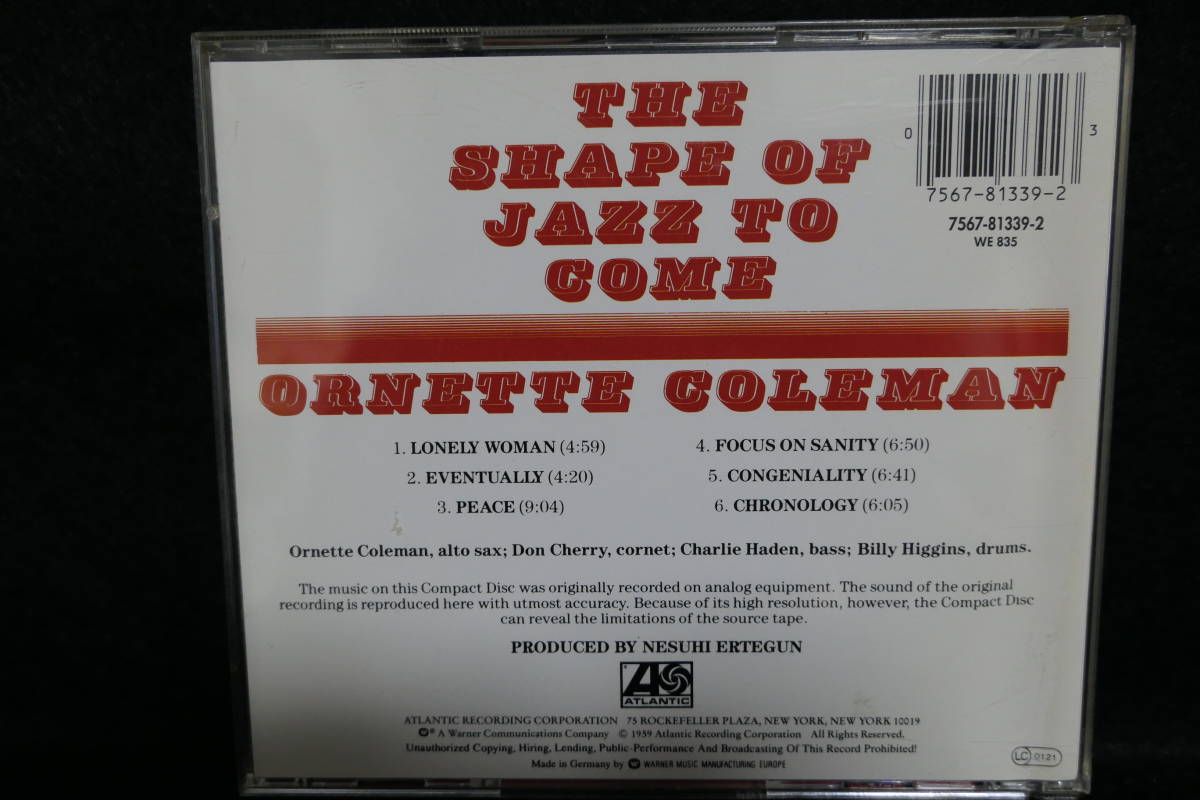 THE
SHAPE OF
JAZZ TO
COME
0 3
7567-81339-2
7567-81339-2
WE 835
ORNETTE COLEMAN
1. LONELY WOMAN (4:59)
2. EVENTUALLY (4:20)
3. PEACE (9:04)
4. FOCUS ON SANITY (6:50)
5. CONGENIALITY (6:41)
6. CHRONOLOGY (6:05)
Ornette Coleman, alto sax; Don Cherry, cornet; Charlie Haden, bass; Billy Higgins, drums.
The music on this Compact Disc was originally recorded on analog equipment. The sound of the original
recording is reproduced here with utmost accuracy. Because of its high resolution, however, the Compact Disc
can reveal the limitations of the source tape.
PRODUCED BY NESUHI ERTEGUN
ATLANTIC
ATLANTIC RECORDING CORPORATION 75 ROCKEFELLER PLAZA, NEW YORK, NEW YORK 10019
® A Warner Communications Company © 1959 Atlantic Recording Corporation All Rights Reserved.
Unauthorized Copying, Hiring, Lending, Public-Performance And Broadcasting Of This Record Prohibited!
Made in Germany by WARNER MUSIC MANUFACTURING EUROPE
LC 0121